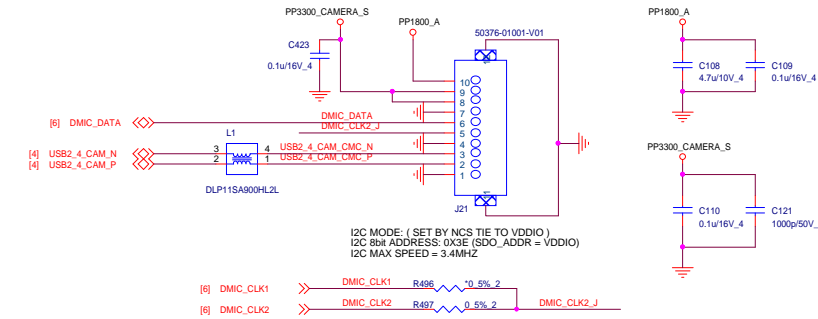 PP3300_CAMERA_S
PP1800_A
50376-01001-V01
PP1800_A
C423
0.1u/16V_4
11
C108
4.7u/10V_4
C109
0.1u/16V_4
10
9
8
7
6
5
4
3
2
1
[6] DMIC_DATA
DMIC_DATA
DMIC_CLK2_J
L1
[4] USB2_4_CAM_N
3 4
USB2_4_CAM_CMC_N
[4] USB2_4_CAM_P
2 1
USB2_4_CAM_CMC_P
DLP11SA900HL2L
11
J21
PP3300_CAMERA_S
C110
0.1u/16V_4
C121
1000p/50V_
I2C MODE: ( SET BY NCS TIE TO VDDIO )
I2C 8bit ADDRESS: 0X3E (SDO_ADDR = VDDIO)
I2C MAX SPEED = 3.4MHZ
[6] DMIC_CLK1
DMIC_CLK1
R496
*0_5%_2
[6] DMIC_CLK2
DMIC_CLK2
R497
0_5%_2
DMIC_CLK2_J